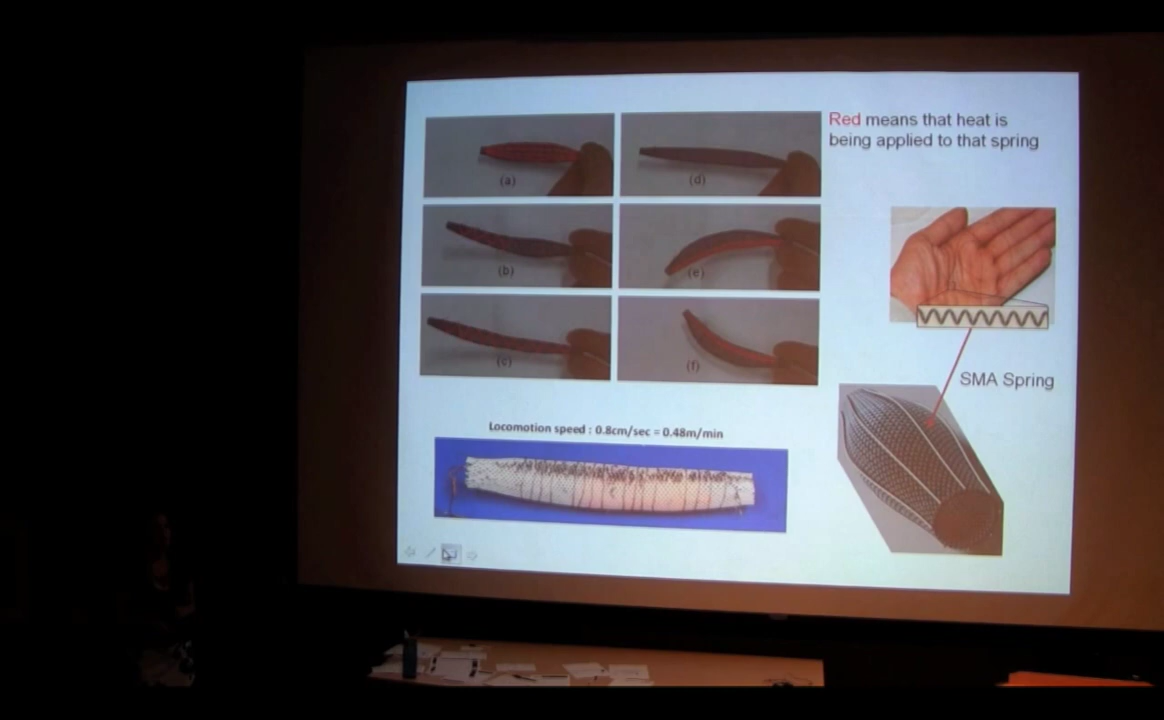 Red means that heat is
being applied to that spring
(a)
(d)
(b)
(e)
(c)
(f)
SMA Spring
Locomotion speed : 0.8cm/sec = 0.48m/min